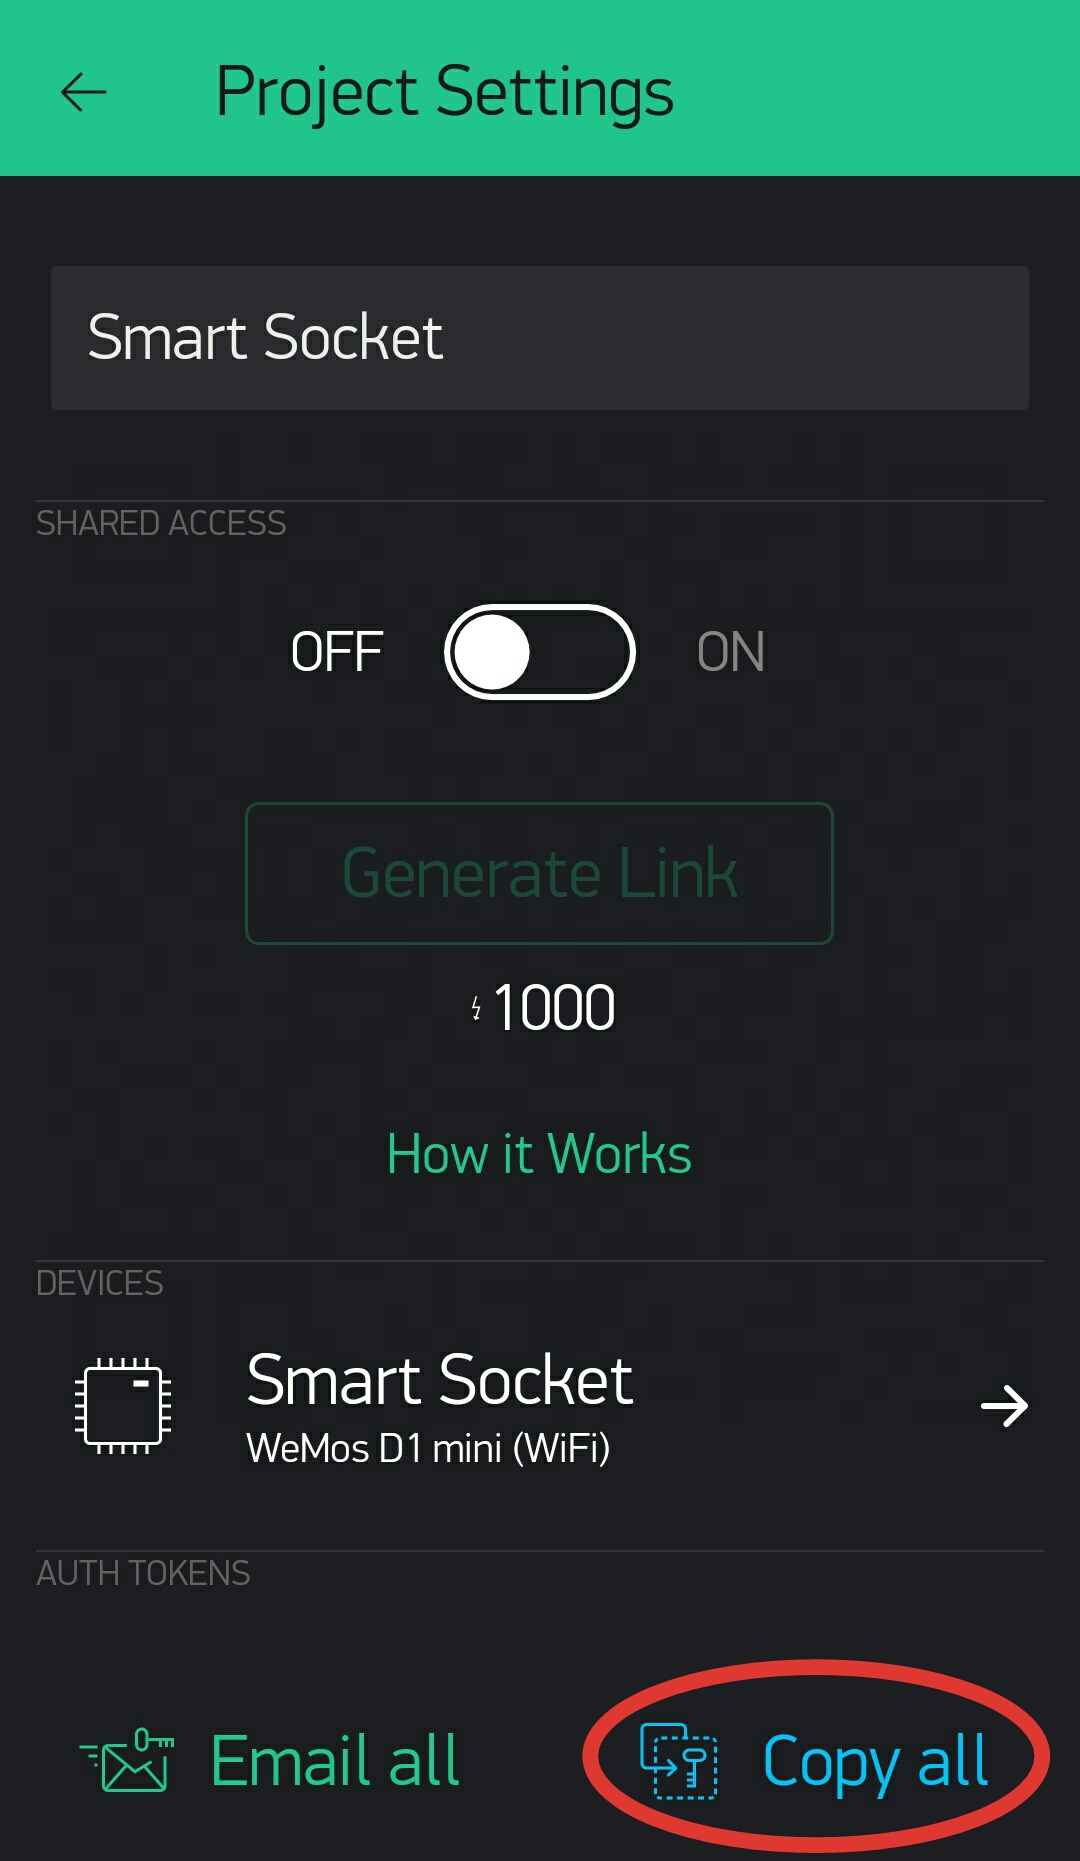 Project Settings
Smart Socket
SHARED ACCESS
OFF ON
Generate Link
1000
How it Works
DEVICES
Smart Socket
WeMos D1 mini (WiFi)
AUTH TOKENS
Email all Copy all